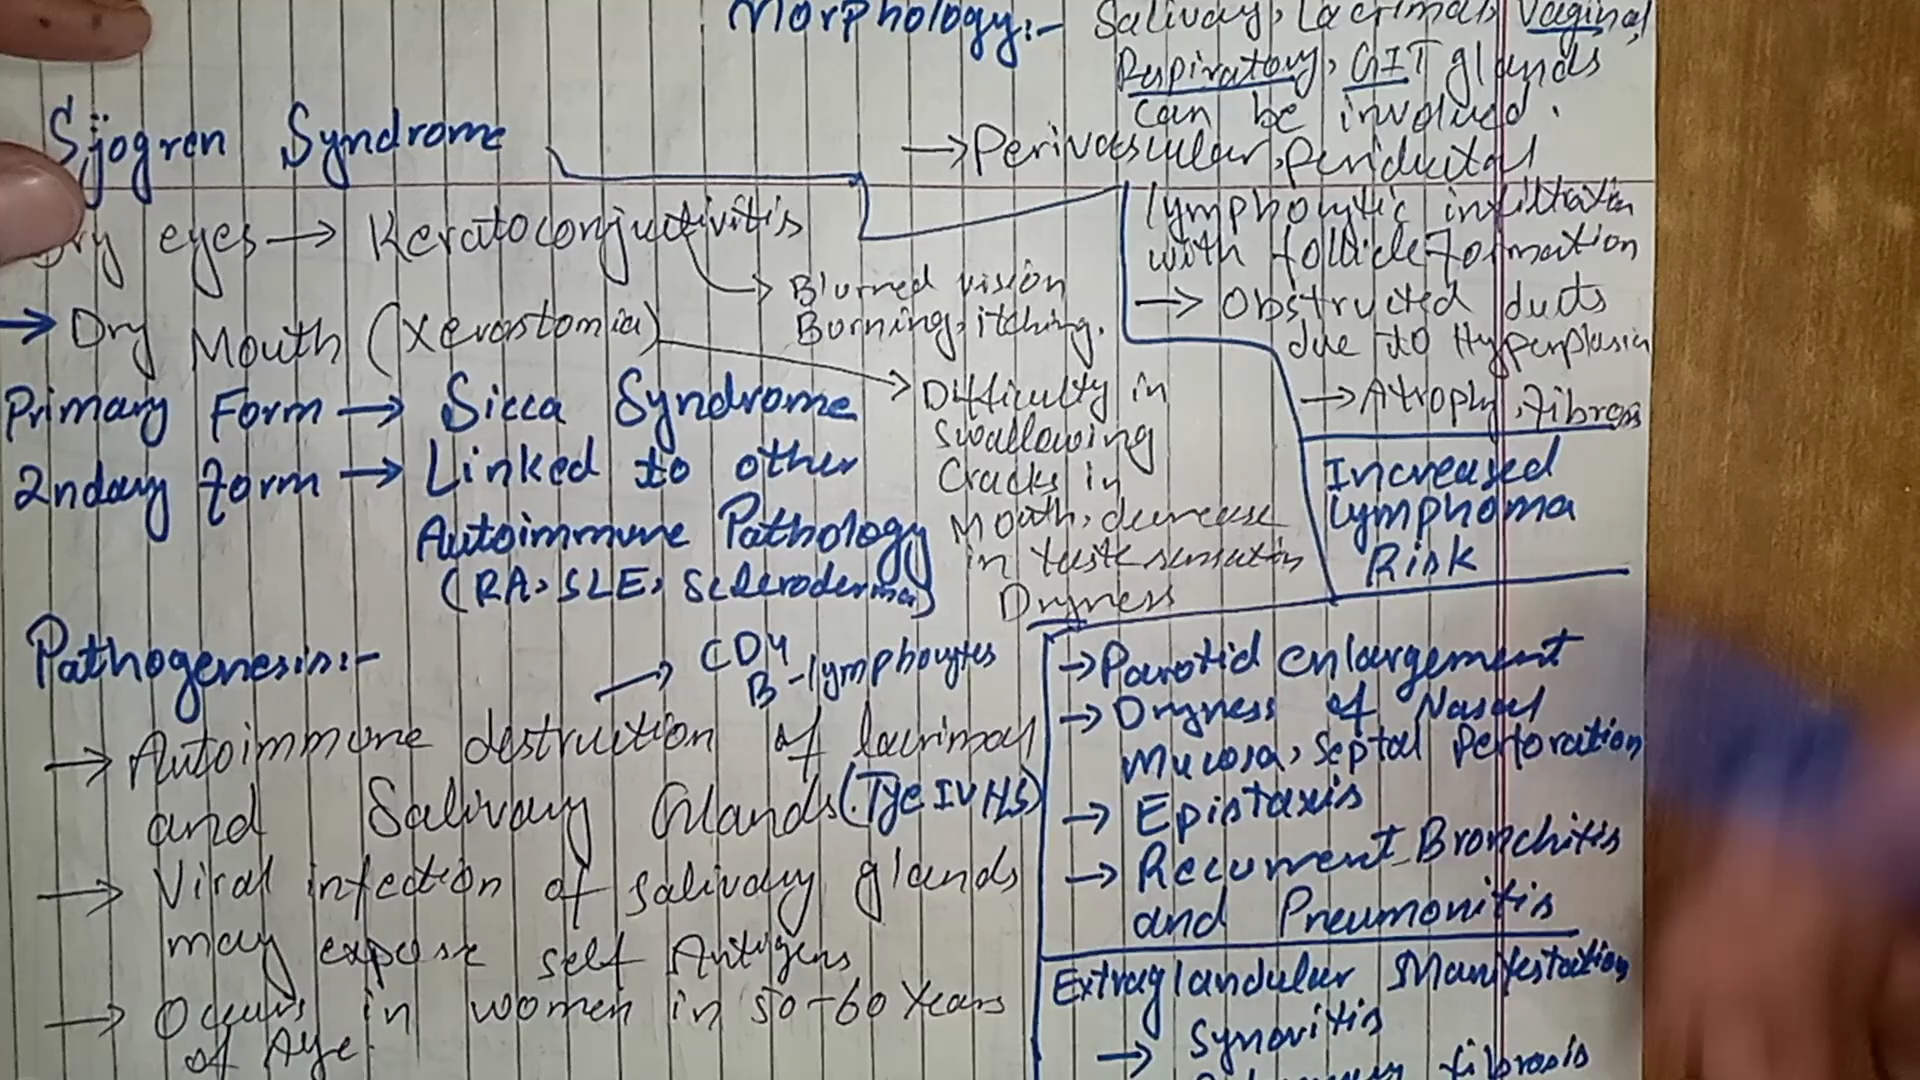 Sjogren Syndrome
Dry eyes → Keratoconjuctivitis
→ Blurred vision
Burning, itching.
→ Dry Mouth (Xerostomia)
→ Difficulty in
swallowing
Cracks in
Mouth, decrease
in taste sensation
Dryness
Primary Form → Sicca Syndrome
2ndary form → Linked to other
Autoimmune Pathology
(RA, SLE, Scleroderma)
Pathogenesis:-
→ CD4
B-lymphocytes
→ Autoimmune destruction of lacrimal
and Salivary Glands (Type IV HS)
→ Viral infection of salivary glands
may expose self Antigens
→ Occurs in women in 50-60 Years
of Age.
Morphology:- Salivary, Lacrimal, Vaginal,
Respiratory, GIT glands
can be involved.
→ Perivascular, Periductal
lymphocytic infiltration
with follicle formation
→ Obstructed ducts
due to Hyperplasia
→ Atrophy, fibrosis
Increased
Lymphoma
Risk
→ Parotid enlargement
→ Dryness of Nasal
Mucosa, Septal Perforation
→ Epistaxis
→ Recurrent Bronchitis
and Pneumonitis
Extraglandular Manifestation
→ Synovitis
fibrosis